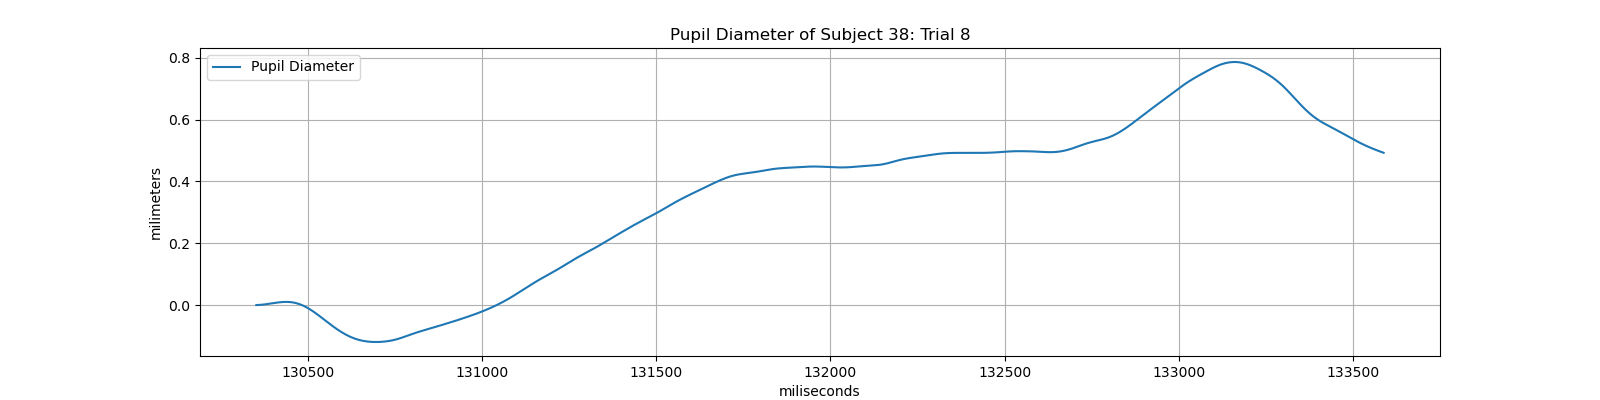 Pupil Diameter of Subject 38: Trial 8
Pupil Diameter
milimeters
0.8
0.6
0.4
0.2
0.0
130500 131000 131500 132000 132500 133000 133500
miliseconds